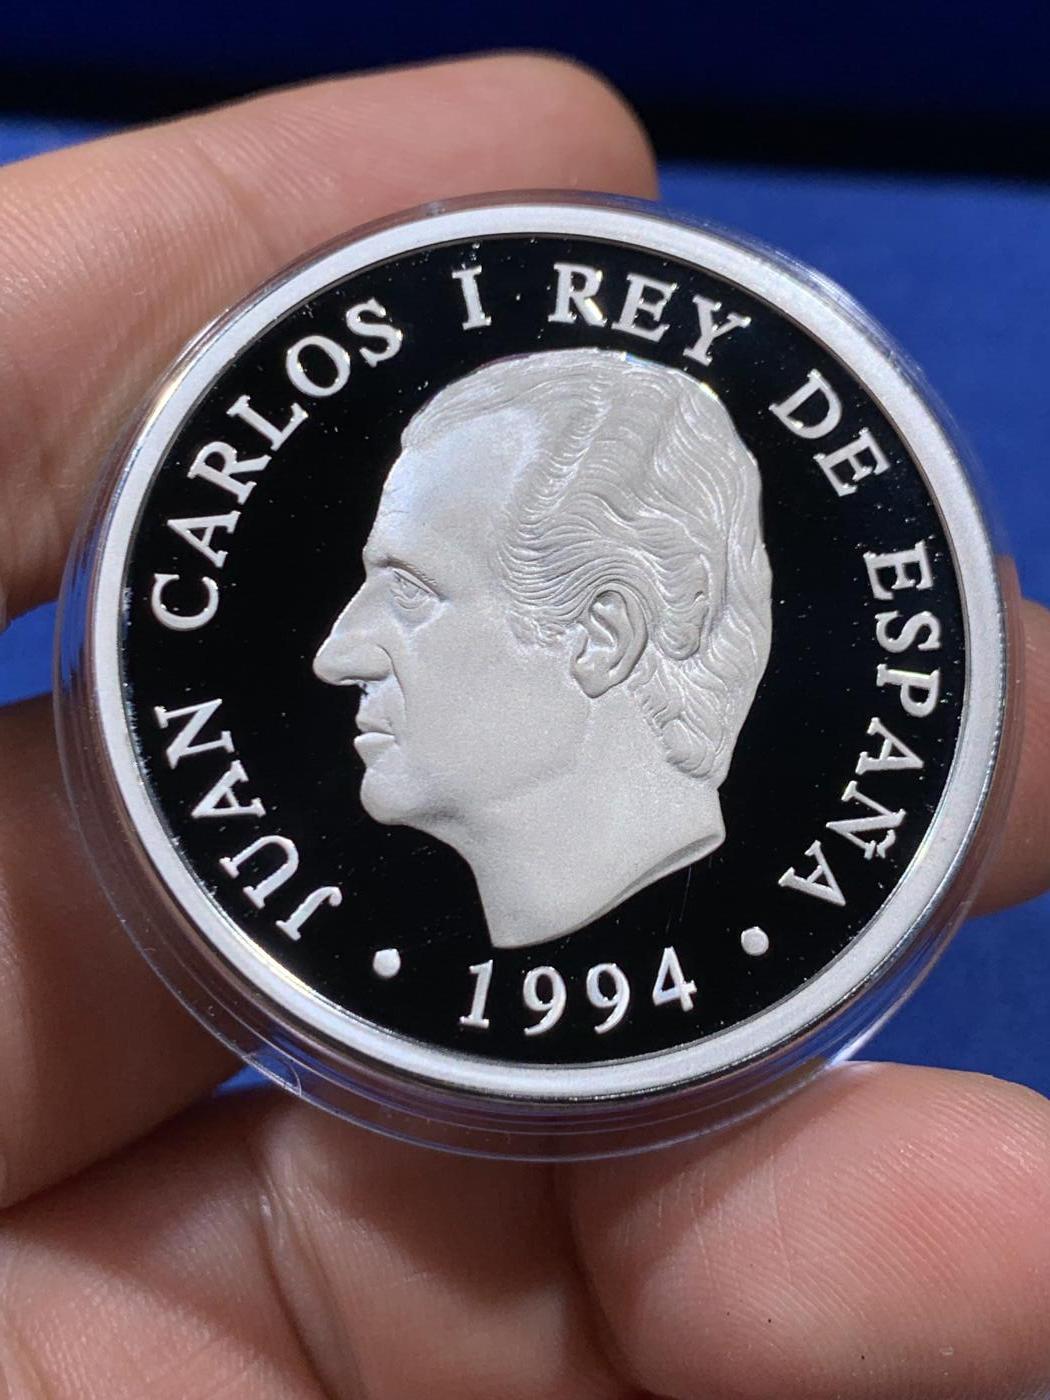 JUAN CARLOS I REY DE ESPAÑA
• 1994 •